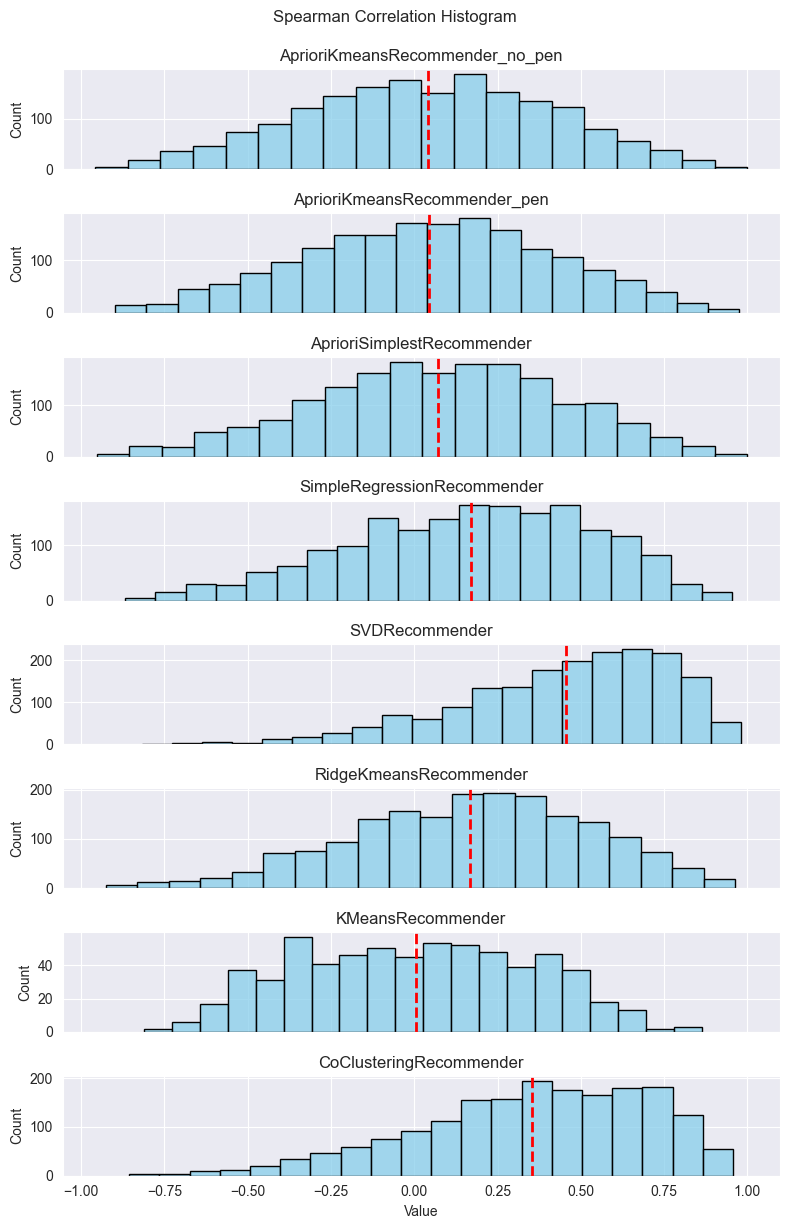 Spearman Correlation Histogram
AprioriKmeansRecommender_no_pen
Count
100
0
AprioriKmeansRecommender_pen
Count
100
0
AprioriSimplestRecommender
Count
100
0
SimpleRegressionRecommender
Count
100
0
SVDRecommender
Count
200
100
0
RidgeKmeansRecommender
Count
200
100
0
KMeansRecommender
Count
40
20
0
CoClusteringRecommender
Count
200
100
0
−1.00 −0.75 −0.50 −0.25 0.00 0.25 0.50 0.75 1.00
Value